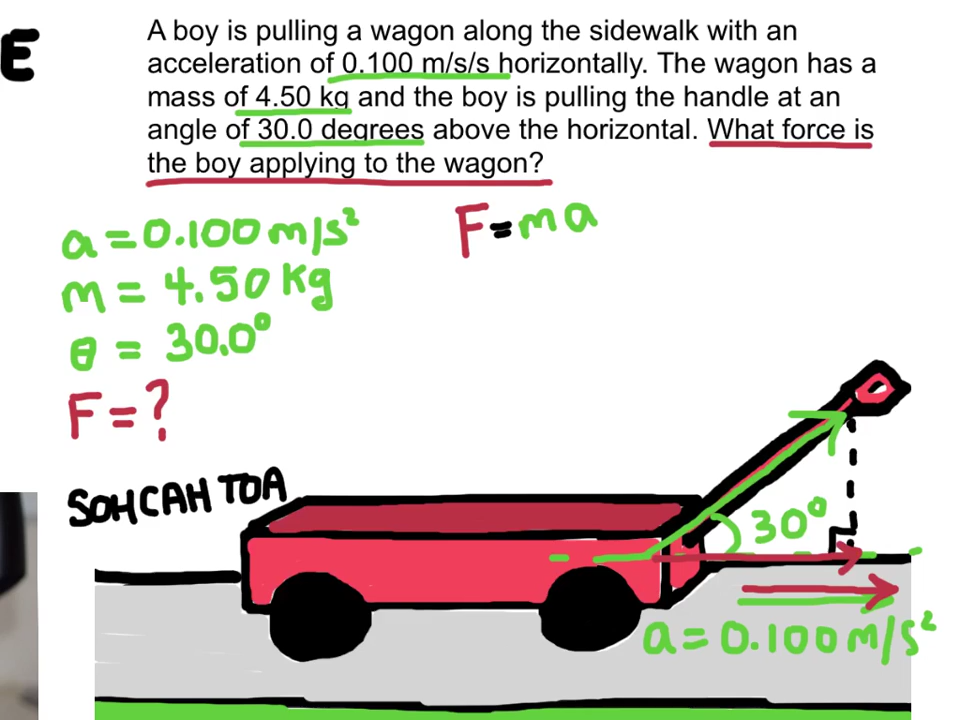 E
A boy is pulling a wagon along the sidewalk with an
acceleration of 0.100 m/s/s horizontally. The wagon has a
mass of 4.50 kg and the boy is pulling the handle at an
angle of 30.0 degrees above the horizontal. What force is
the boy applying to the wagon?
a = 0.100 m/s²
F = ma
m = 4.50 kg
θ = 30.0°
F = ?
SOHCAHTOA
30°
a = 0.100 m/s²